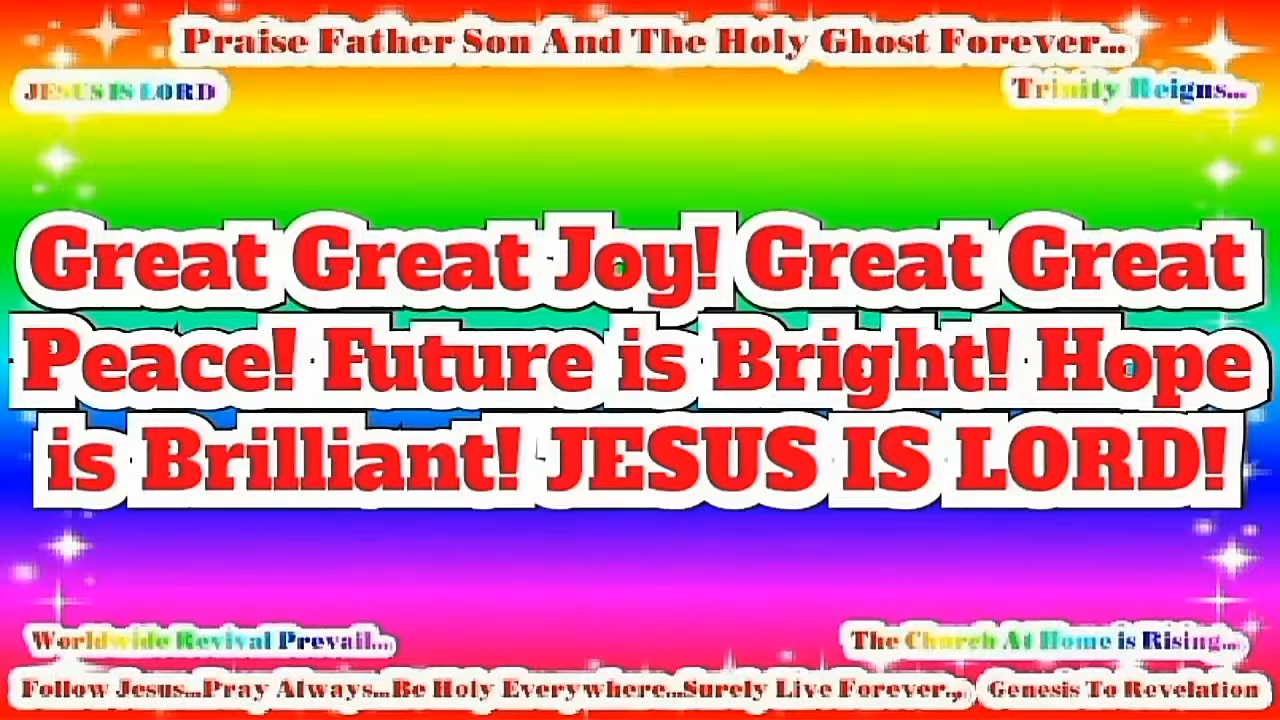 Praise Father Son And The Holy Ghost Forever...
JESUS IS LORD
Trinity Reigns...
Great Great Joy! Great Great
Peace! Future is Bright! Hope
is Brilliant! JESUS IS LORD!
Worldwide Revival Prevail...
The Church At Home is Rising...
Follow Jesus...Pray Always...Be Holy Everywhere...Surely Live Forever..,
Genesis To Revelation